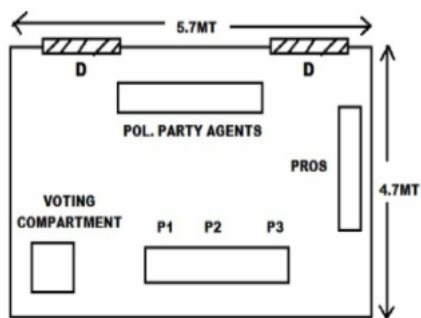 5.7MT
D D
POL. PARTY AGENTS
PROS
4.7MT
VOTING
COMPARTMENT
P1 P2 P3